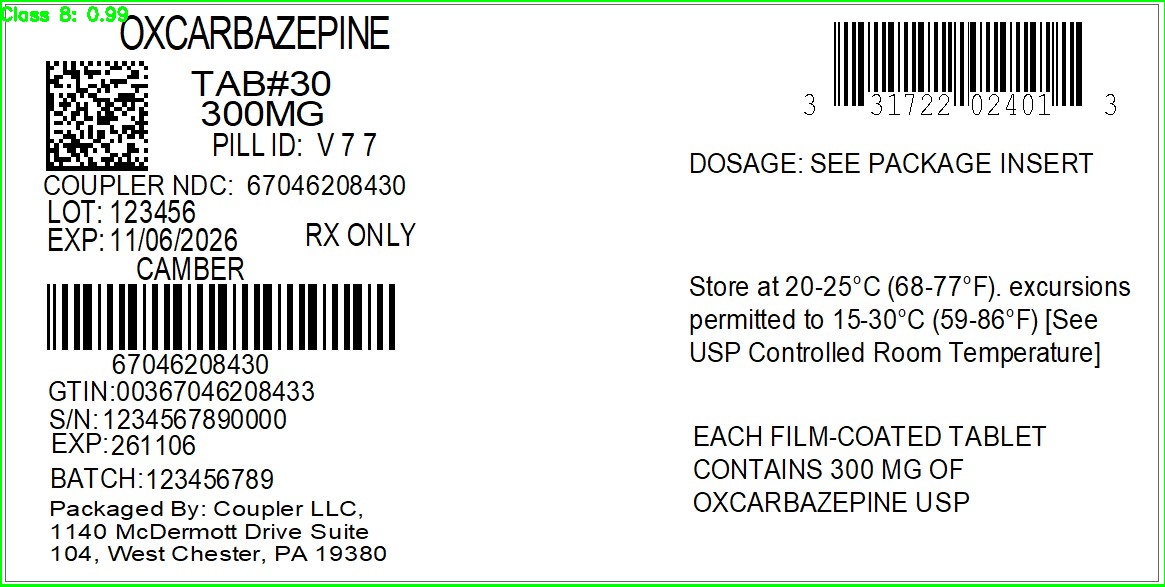 Class 8: 0.99
OXCARBAZEPINE
TAB#30
300MG
PILL ID: V 7 7
COUPLER NDC: 67046208430
LOT: 123456
EXP: 11/06/2026
RX ONLY
CAMBER
67046208430
GTIN:00367046208433
S/N:1234567890000
EXP:261106
BATCH:123456789
Packaged By: Coupler LLC,
1140 McDermott Drive Suite
104, West Chester, PA 19380
3 31722 02401 3
DOSAGE: SEE PACKAGE INSERT
Store at 20-25°C (68-77°F). excursions
permitted to 15-30°C (59-86°F) [See
USP Controlled Room Temperature]
EACH FILM-COATED TABLET
CONTAINS 300 MG OF
OXCARBAZEPINE USP